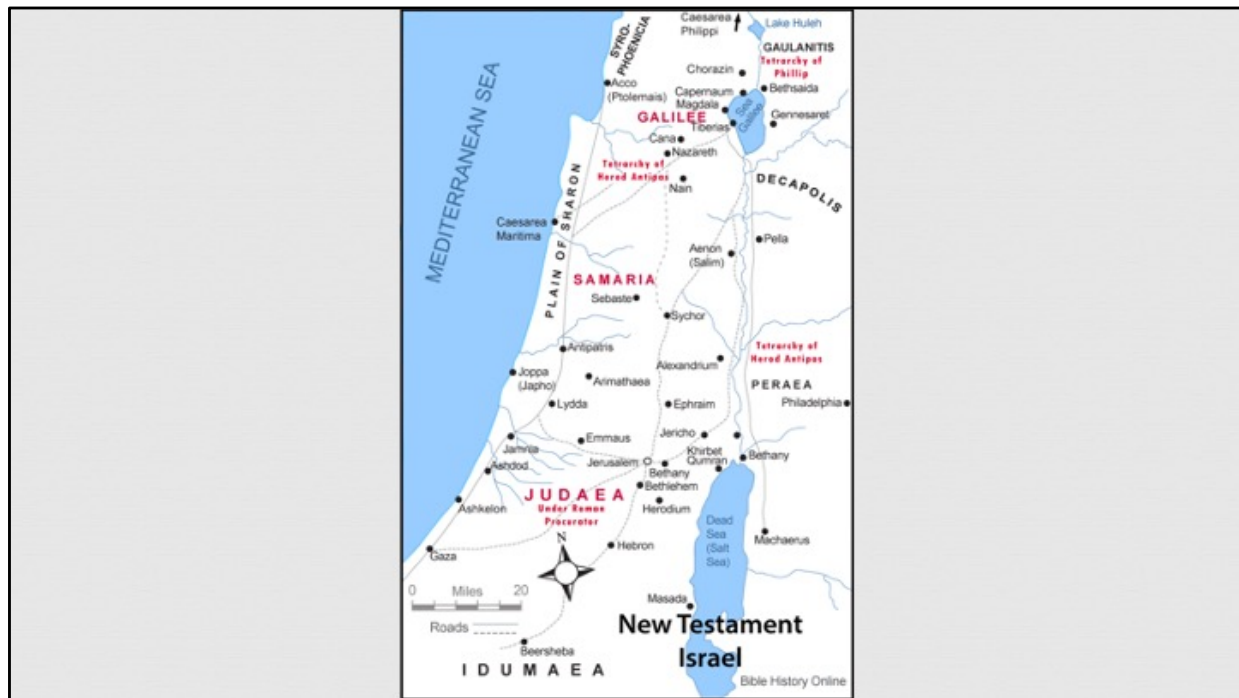 Caesarea
Philippi
Lake Huleh
SYRO-
PHOENICIA
GAULANITIS
Tetrarchy of
Phillip
Chorazin
Acco
(Ptolemais)
Capernaum
Bethsaida
Magdala
Sea
Galilee
GALILEE
Tiberias
Gennesaret
Cana
Nazareth
Tetrarchy of
Herod Antipas
Nain
DECAPOLIS
MEDITERRANEAN SEA
PLAIN OF SHARON
Caesarea
Maritima
Pella
Aenon
(Salim)
SAMARIA
Sebaste
Sychor
Antipatris
Tetrarchy of
Herod Antipas
Alexandrium
Joppa
(Japho)
Arimathaea
PERAEA
Lydda
Ephraim
Philadelphia
Jericho
Emmaus
Jamnia
Khirbet
Qumran
Bethany
Jerusalem
Bethany
Ashdod
Bethlehem
JUDAEA
Under Roman
Procurator
Herodium
Ashkelon
Dead
Sea
(Salt
Sea)
Machaerus
N
Hebron
Gaza
Miles
0 20
Masada
Roads
New Testament
Israel
Beersheba
IDUMAEA
Bible History Online